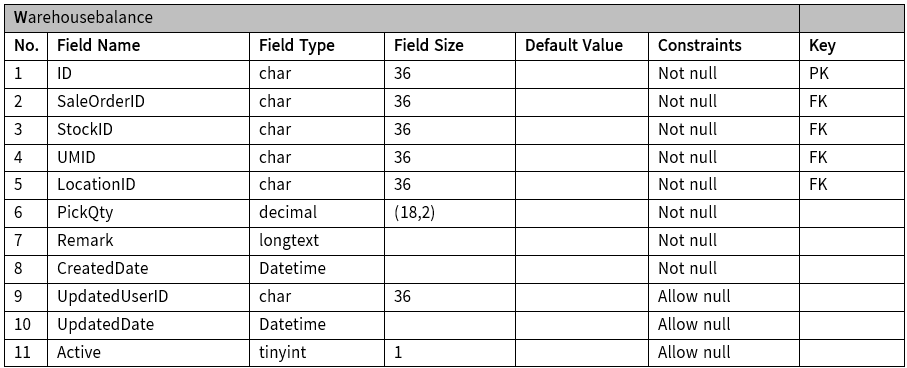 Warehousebalance
No. Field Name Field Type Field Size Default Value Constraints Key
1 ID char 36 Not null PK
2 SaleOrderID char 36 Not null FK
3 StockID char 36 Not null FK
4 UMID char 36 Not null FK
5 LocationID char 36 Not null FK
6 PickQty decimal (18,2) Not null
7 Remark longtext Not null
8 CreatedDate Datetime Not null
9 UpdatedUserID char 36 Allow null
10 UpdatedDate Datetime Allow null
11 Active tinyint 1 Allow null